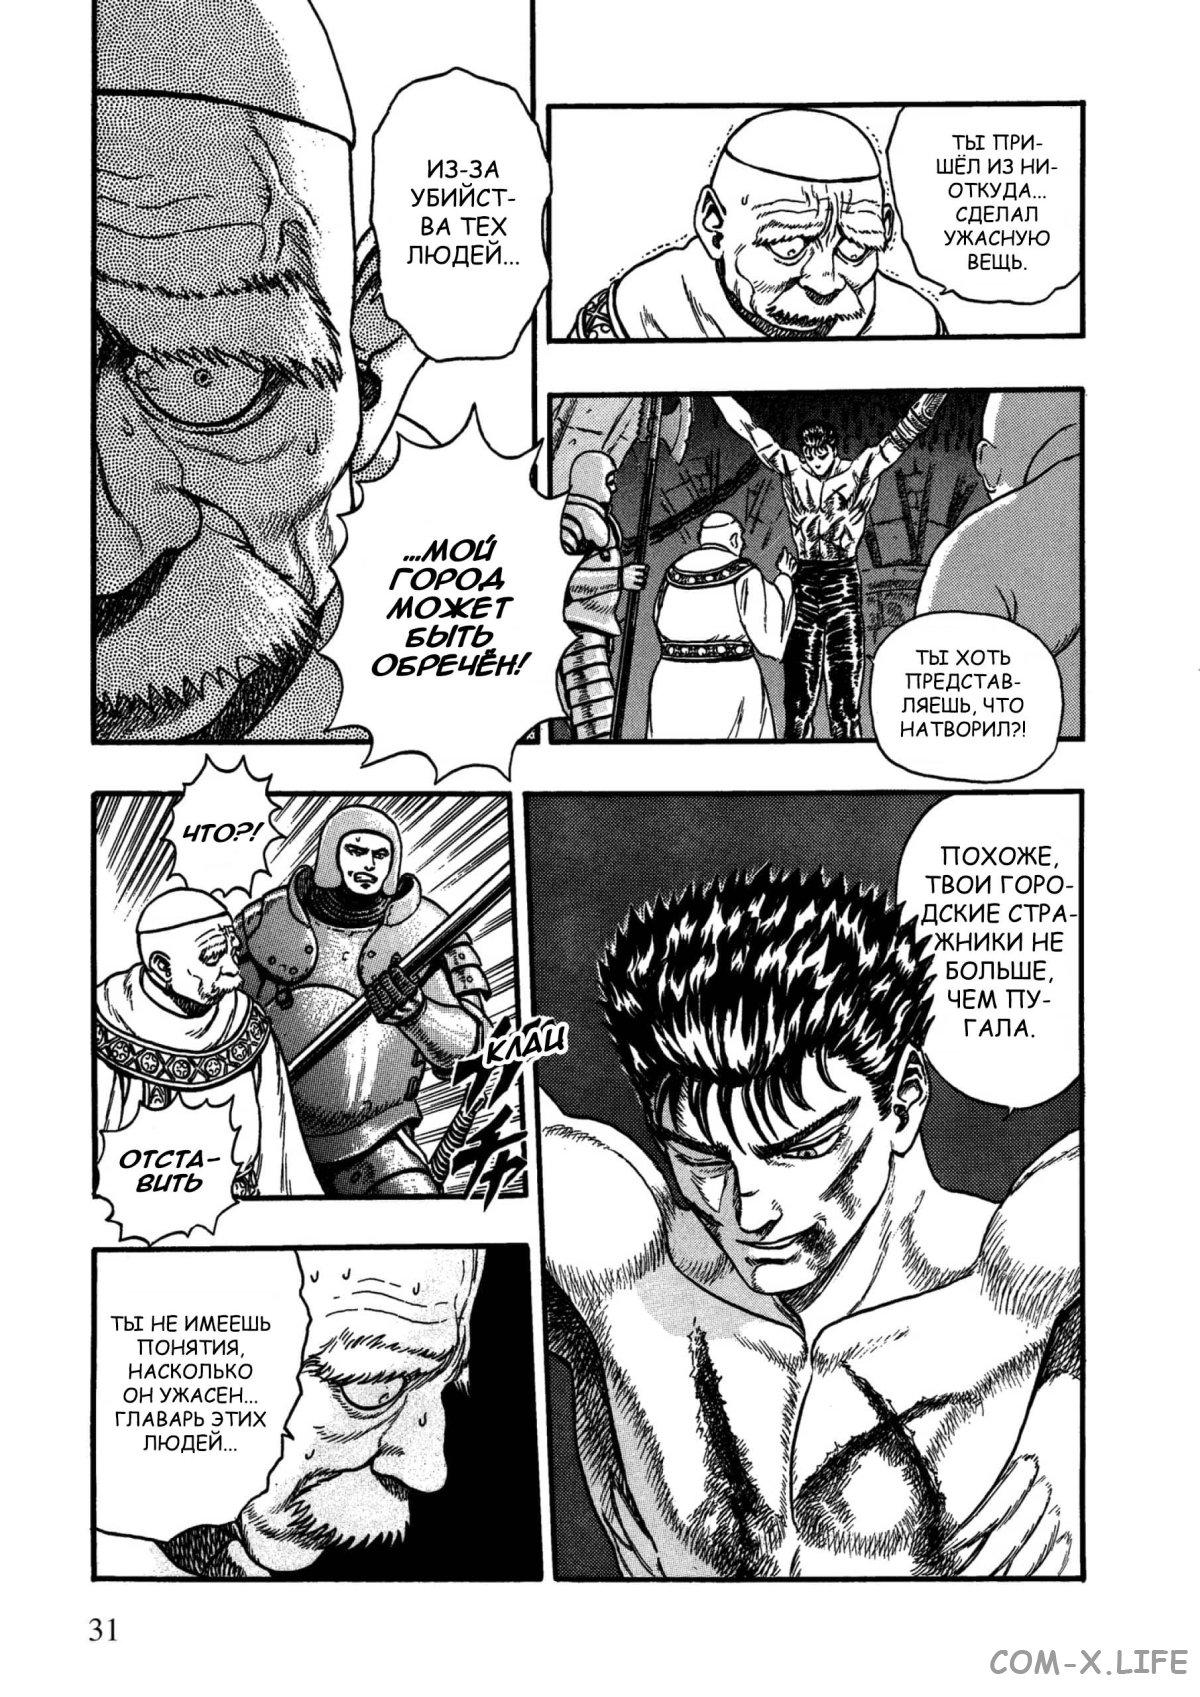 ТЫ ПРИ-
ШЁЛ ИЗ НИ-
ОТКУДА...
СДЕЛАЛ
УЖАСНУЮ
ВЕЩЬ.
ТЫ ХОТЬ
ПРЕДСТАВ-
ЛЯЕШЬ, ЧТО
НАТВОРИЛ?!
ИЗ-ЗА
УБИЙСТ-
ВА ТЕХ
ЛЮДЕЙ...
...МОЙ
ГОРОД
МОЖЕТ
БЫТЬ
ОБРЕЧЁН!
ПОХОЖЕ,
ТВОИ ГОРО-
ДСКИЕ СТРА-
ЖНИКИ НЕ
БОЛЬШЕ,
ЧЕМ ПУ-
ГАЛА.
ЧТО?!
КЛАЦ
チャ
ОТСТА-
ВИТЬ
ТЫ НЕ ИМЕЕШЬ
ПОНЯТИЯ,
НАСКОЛЬКО
ОН УЖАСЕН...
ГЛАВАРЬ ЭТИХ
ЛЮДЕЙ...
31
COM-X.LIFE